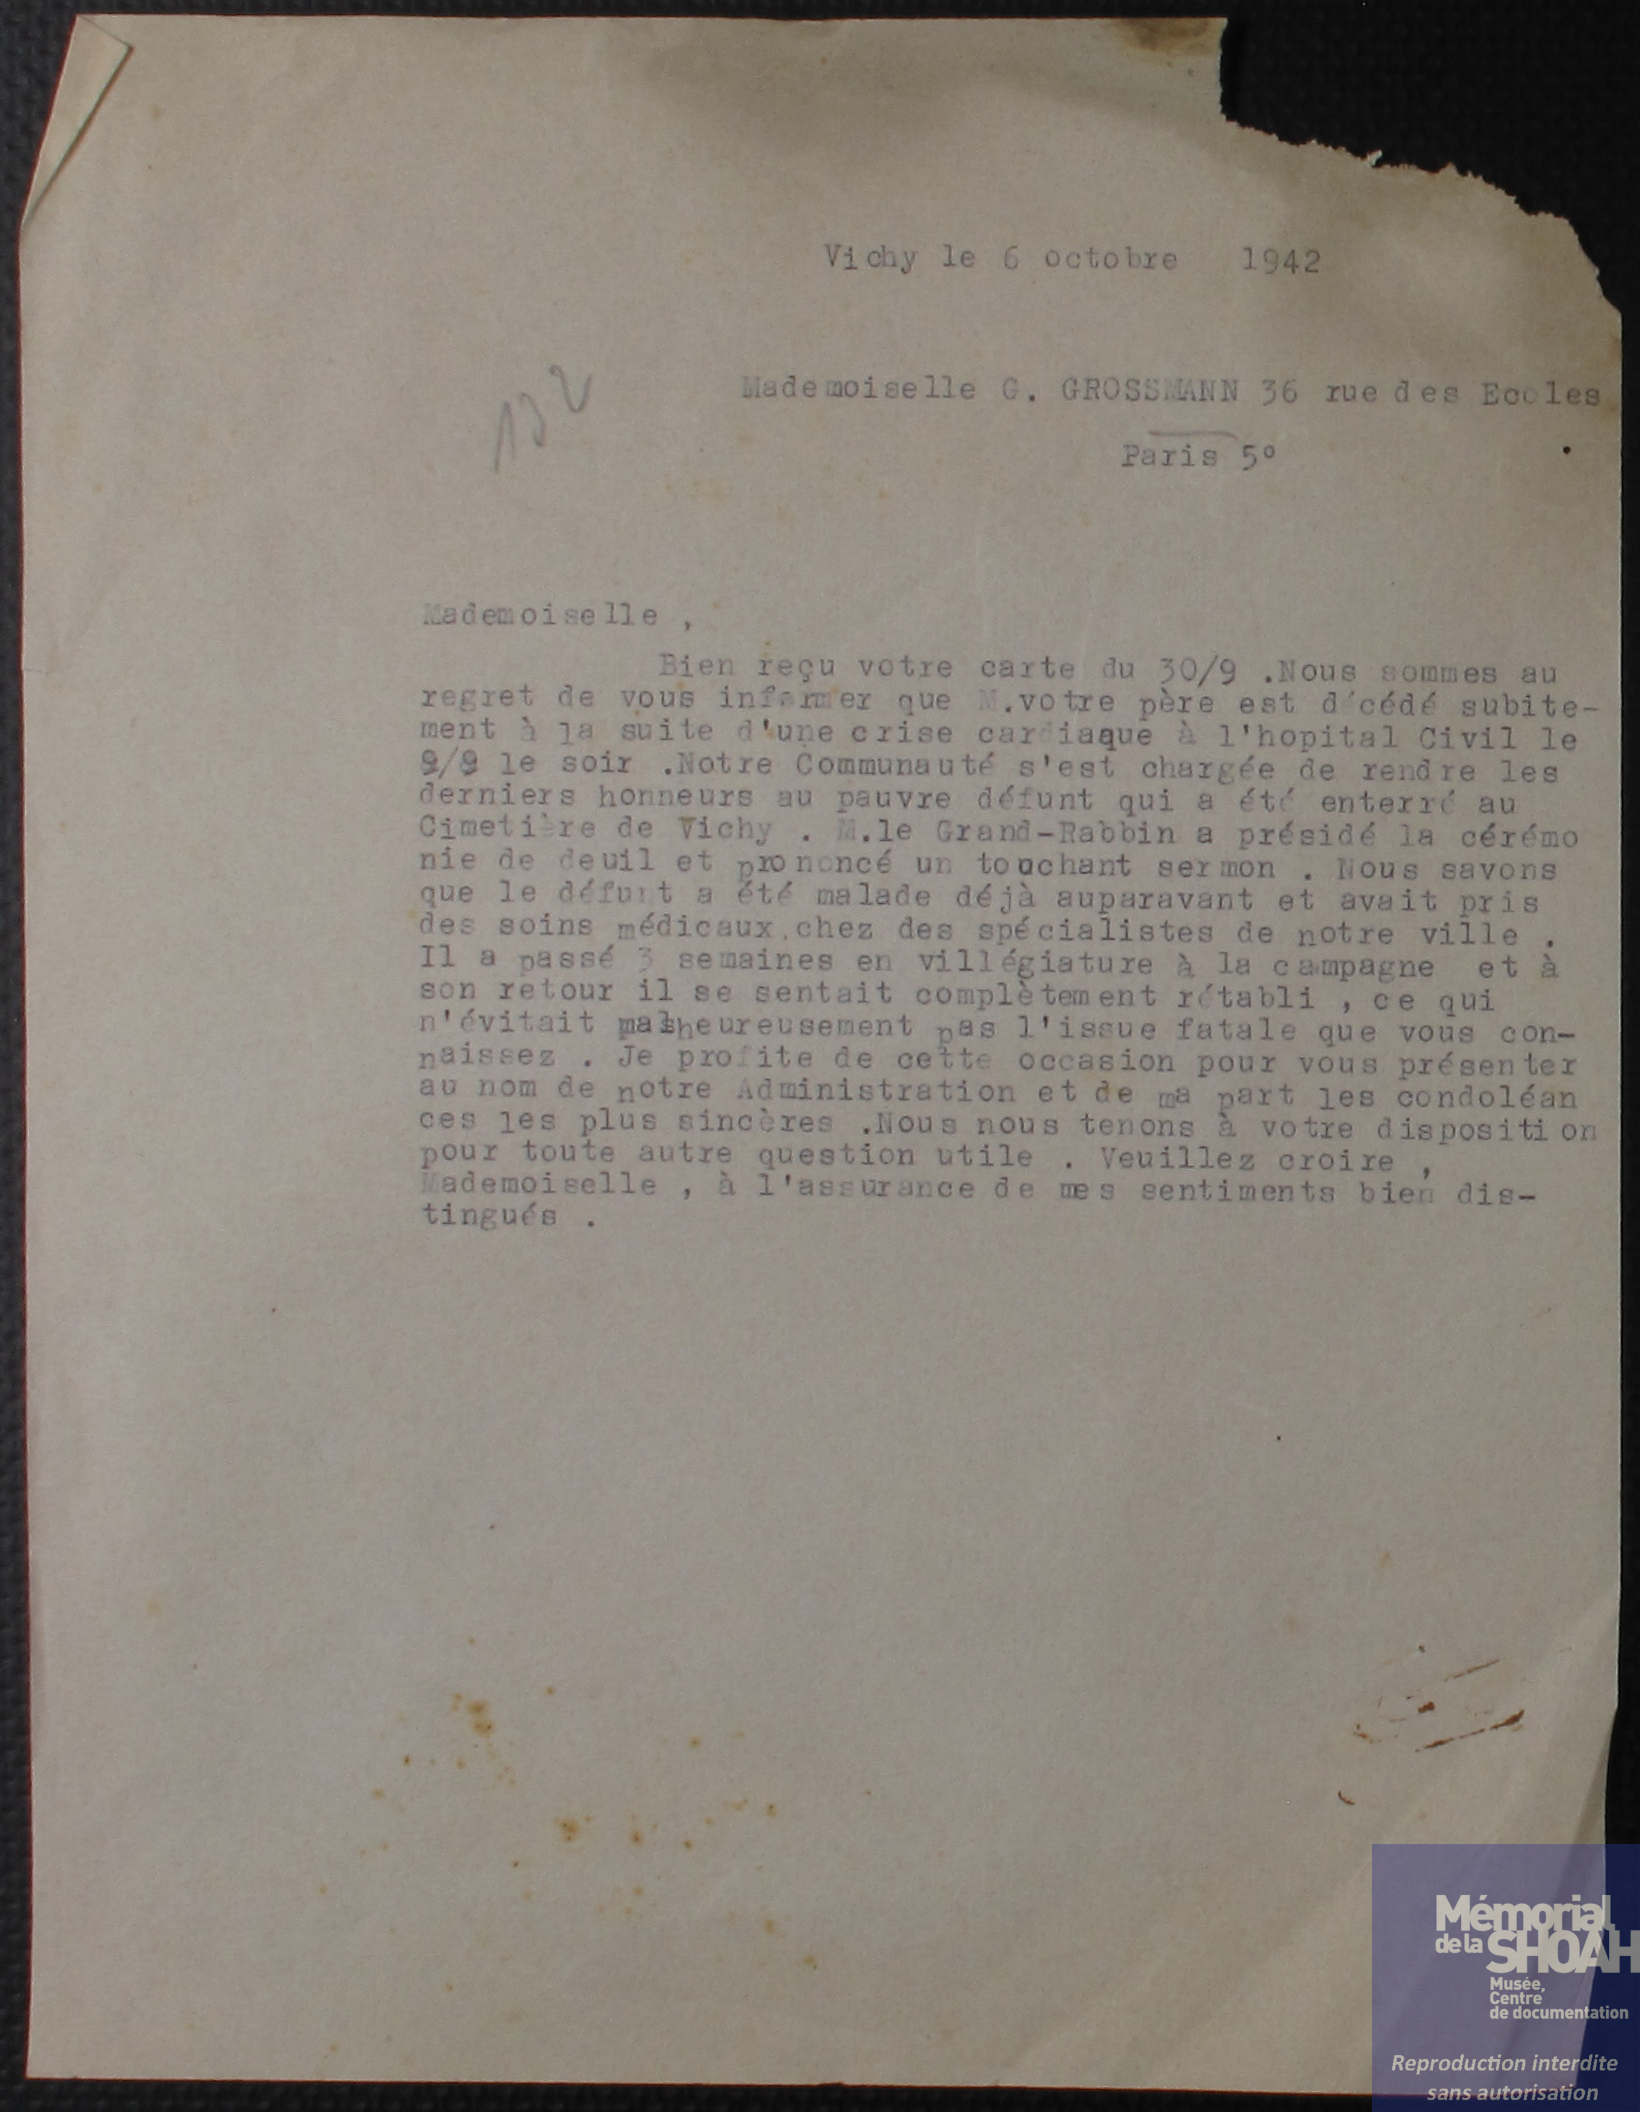 Vichy le 6 octobre 1942
Mademoiselle G. GROSSMANN 36 rue des Ecoles
132
Paris 5°
Mademoiselle ,
Bien reçu votre carte du 30/9 .Nous sommes au
regret de vous informer que M.votre père est décédé subite-
ment à la suite d'une crise cardiaque à l'hopital Civil le
9/9 le soir .Notre Communauté s'est chargée de rendre les
derniers honneurs au pauvre défunt qui a été enterré au
Cimetière de Vichy . M.le Grand-Rabbin a présidé la cérémo
nie de deuil et prononcé un touchant sermon . Nous savons
que le défunt a été malade déjà auparavant et avait pris
des soins médicaux.chez des spécialistes de notre ville .
Il a passé 3 semaines en villégiature à la campagne et à
son retour il se sentait complètement rétabli , ce qui
n'évitait malheureusement pas l'issue fatale que vous con-
naissez . Je profite de cette occasion pour vous présenter
au nom de notre Administration et de ma part les condoléan
ces les plus sincères .Nous nous tenons à votre disposition
pour toute autre question utile . Veuillez croire ,
Mademoiselle , à l'assurance de mes sentiments bien dis-
tingués .
Mémorial
de la SHOAH
Musée,
Centre
de documentation
Reproduction interdite
sans autorisation